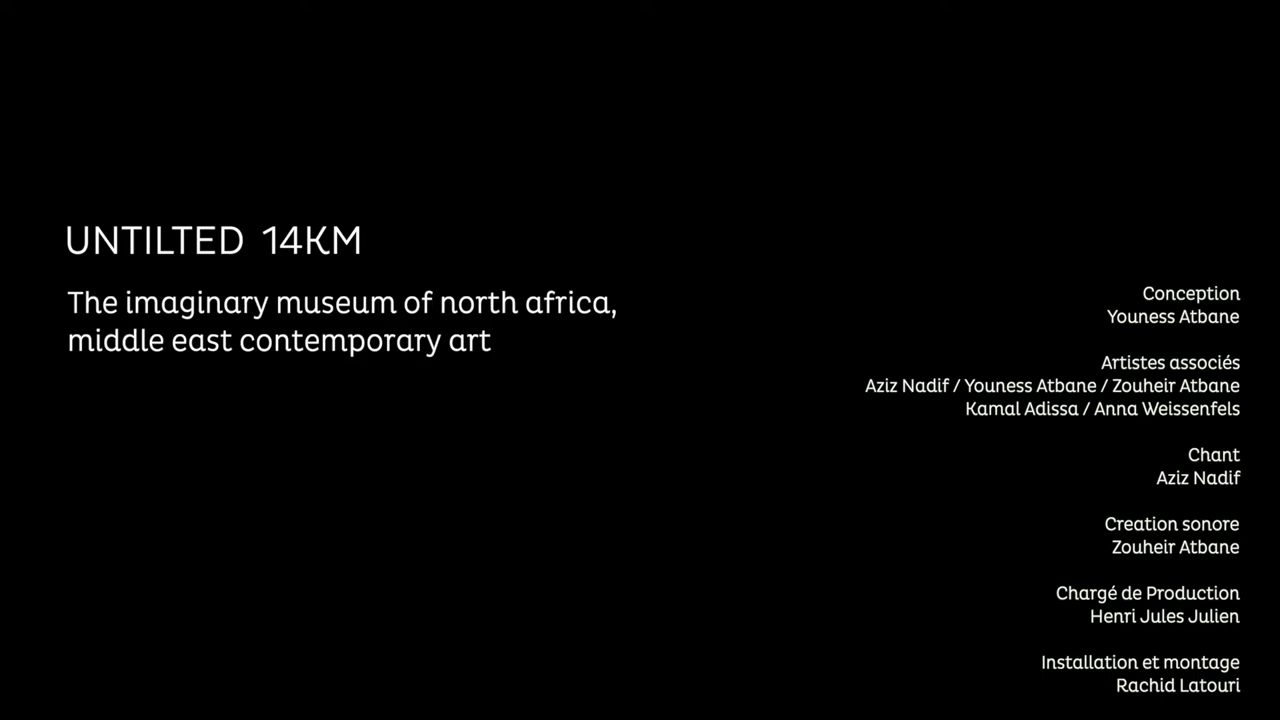 UNTILTED 14KM
The imaginary museum of north africa,
middle east contemporary art
Conception
Youness Atbane
Artistes associés
Aziz Nadif / Youness Atbane / Zouheir Atbane
Kamal Adissa / Anna Weissenfels
Chant
Aziz Nadif
Creation sonore
Zouheir Atbane
Chargé de Production
Henri Jules Julien
Installation et montage
Rachid Latouri